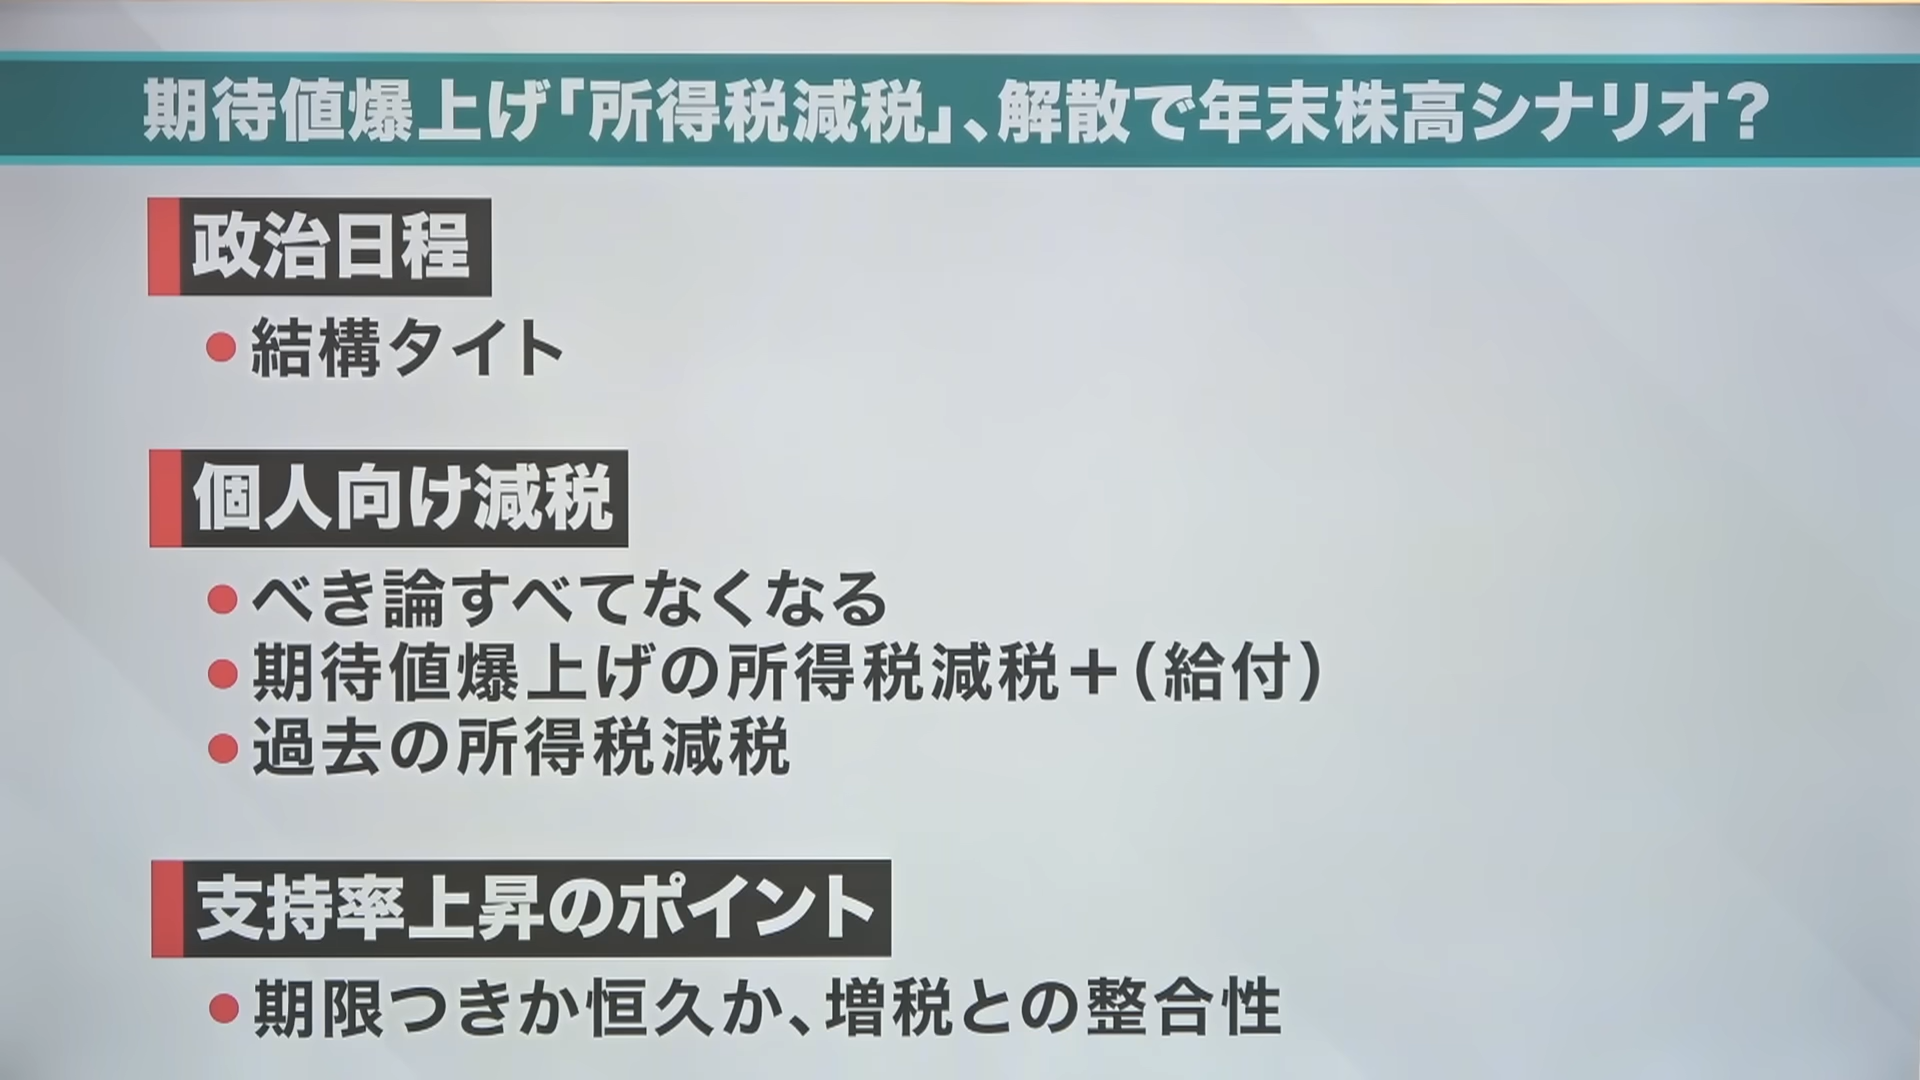 期待値爆上げ「所得税減税」、解散で年末株高シナリオ？
政治日程
●結構タイト
個人向け減税
●べき論すべてなくなる
●期待値爆上げの所得税減税＋（給付）
●過去の所得税減税
支持率上昇のポイント
●期限つきか恒久か、増税との整合性